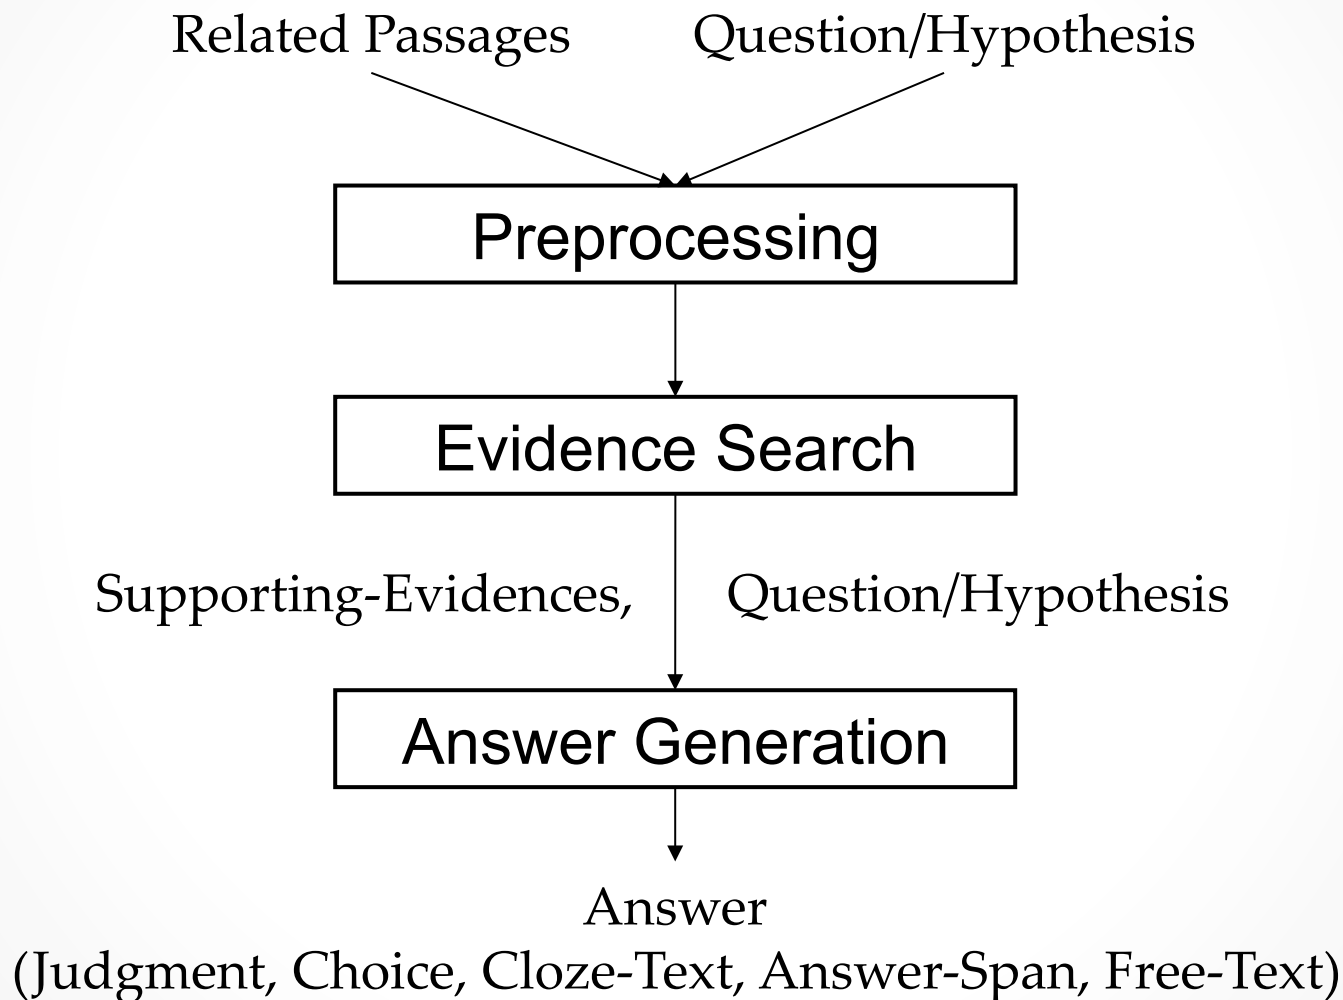 Related Passages
Question/Hypothesis
Preprocessing
Evidence Search
Supporting-Evidences,
Question/Hypothesis
Answer Generation
Answer
(Judgment, Choice, Cloze-Text, Answer-Span, Free-Text)